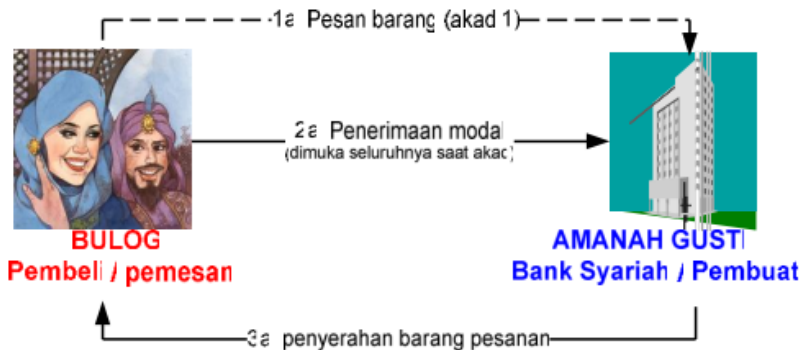 1a Pesan barang (akad 1)
2a Penerimaan modal
(dimuka seluruhnya saat akad)
BULOG
Pembeli / pemesan
AMANAH GUSTI
Bank Syariah / Pembuat
3a penyerahan barang pesanan